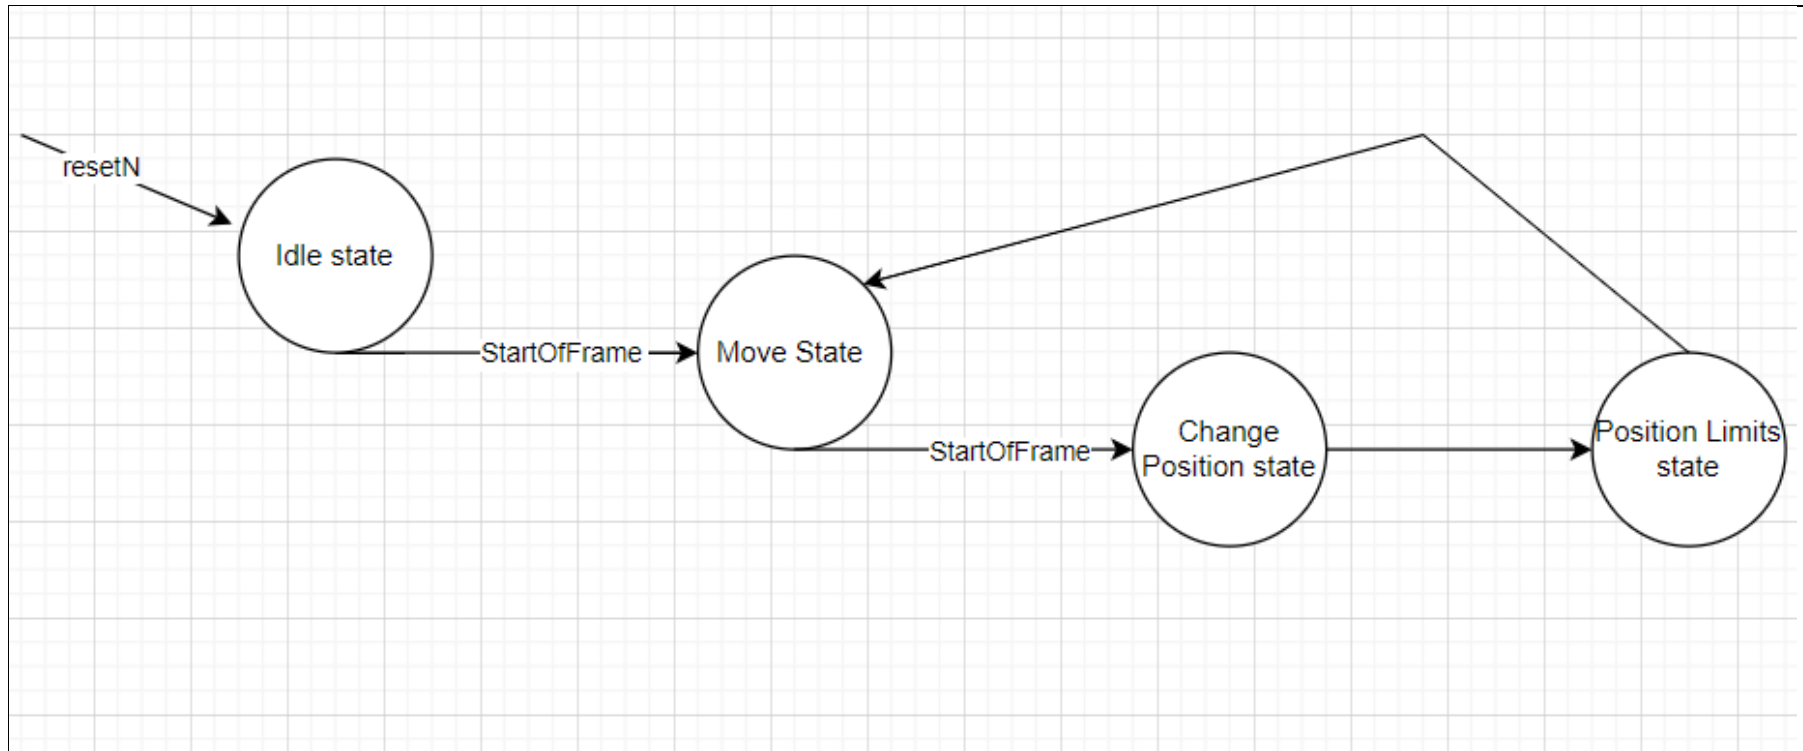 resetN
Idle state
StartOfFrame
Move State
StartOfFrame
Change
Position state
Position Limits
state